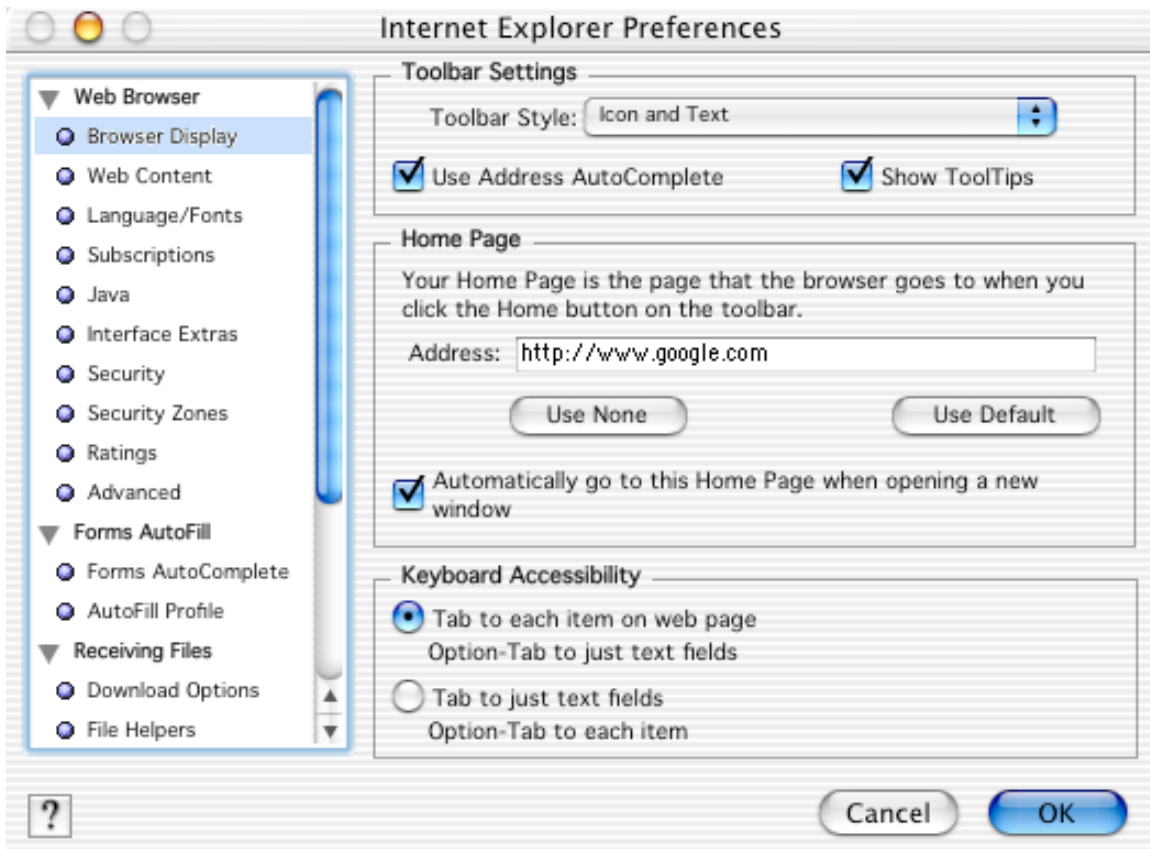 Internet Explorer Preferences
Web Browser
Browser Display
Web Content
Language/Fonts
Subscriptions
Java
Interface Extras
Security
Security Zones
Ratings
Advanced
Forms AutoFill
Forms AutoComplete
AutoFill Profile
Receiving Files
Download Options
File Helpers
Toolbar Settings
Toolbar Style: Icon and Text
Use Address AutoComplete Show ToolTips
Home Page
Your Home Page is the page that the browser goes to when you
click the Home button on the toolbar.
Address: http://www.google.com
Use None Use Default
Automatically go to this Home Page when opening a new
window
Keyboard Accessibility
Tab to each item on web page
Option-Tab to just text fields
Tab to just text fields
Option-Tab to each item
? Cancel OK